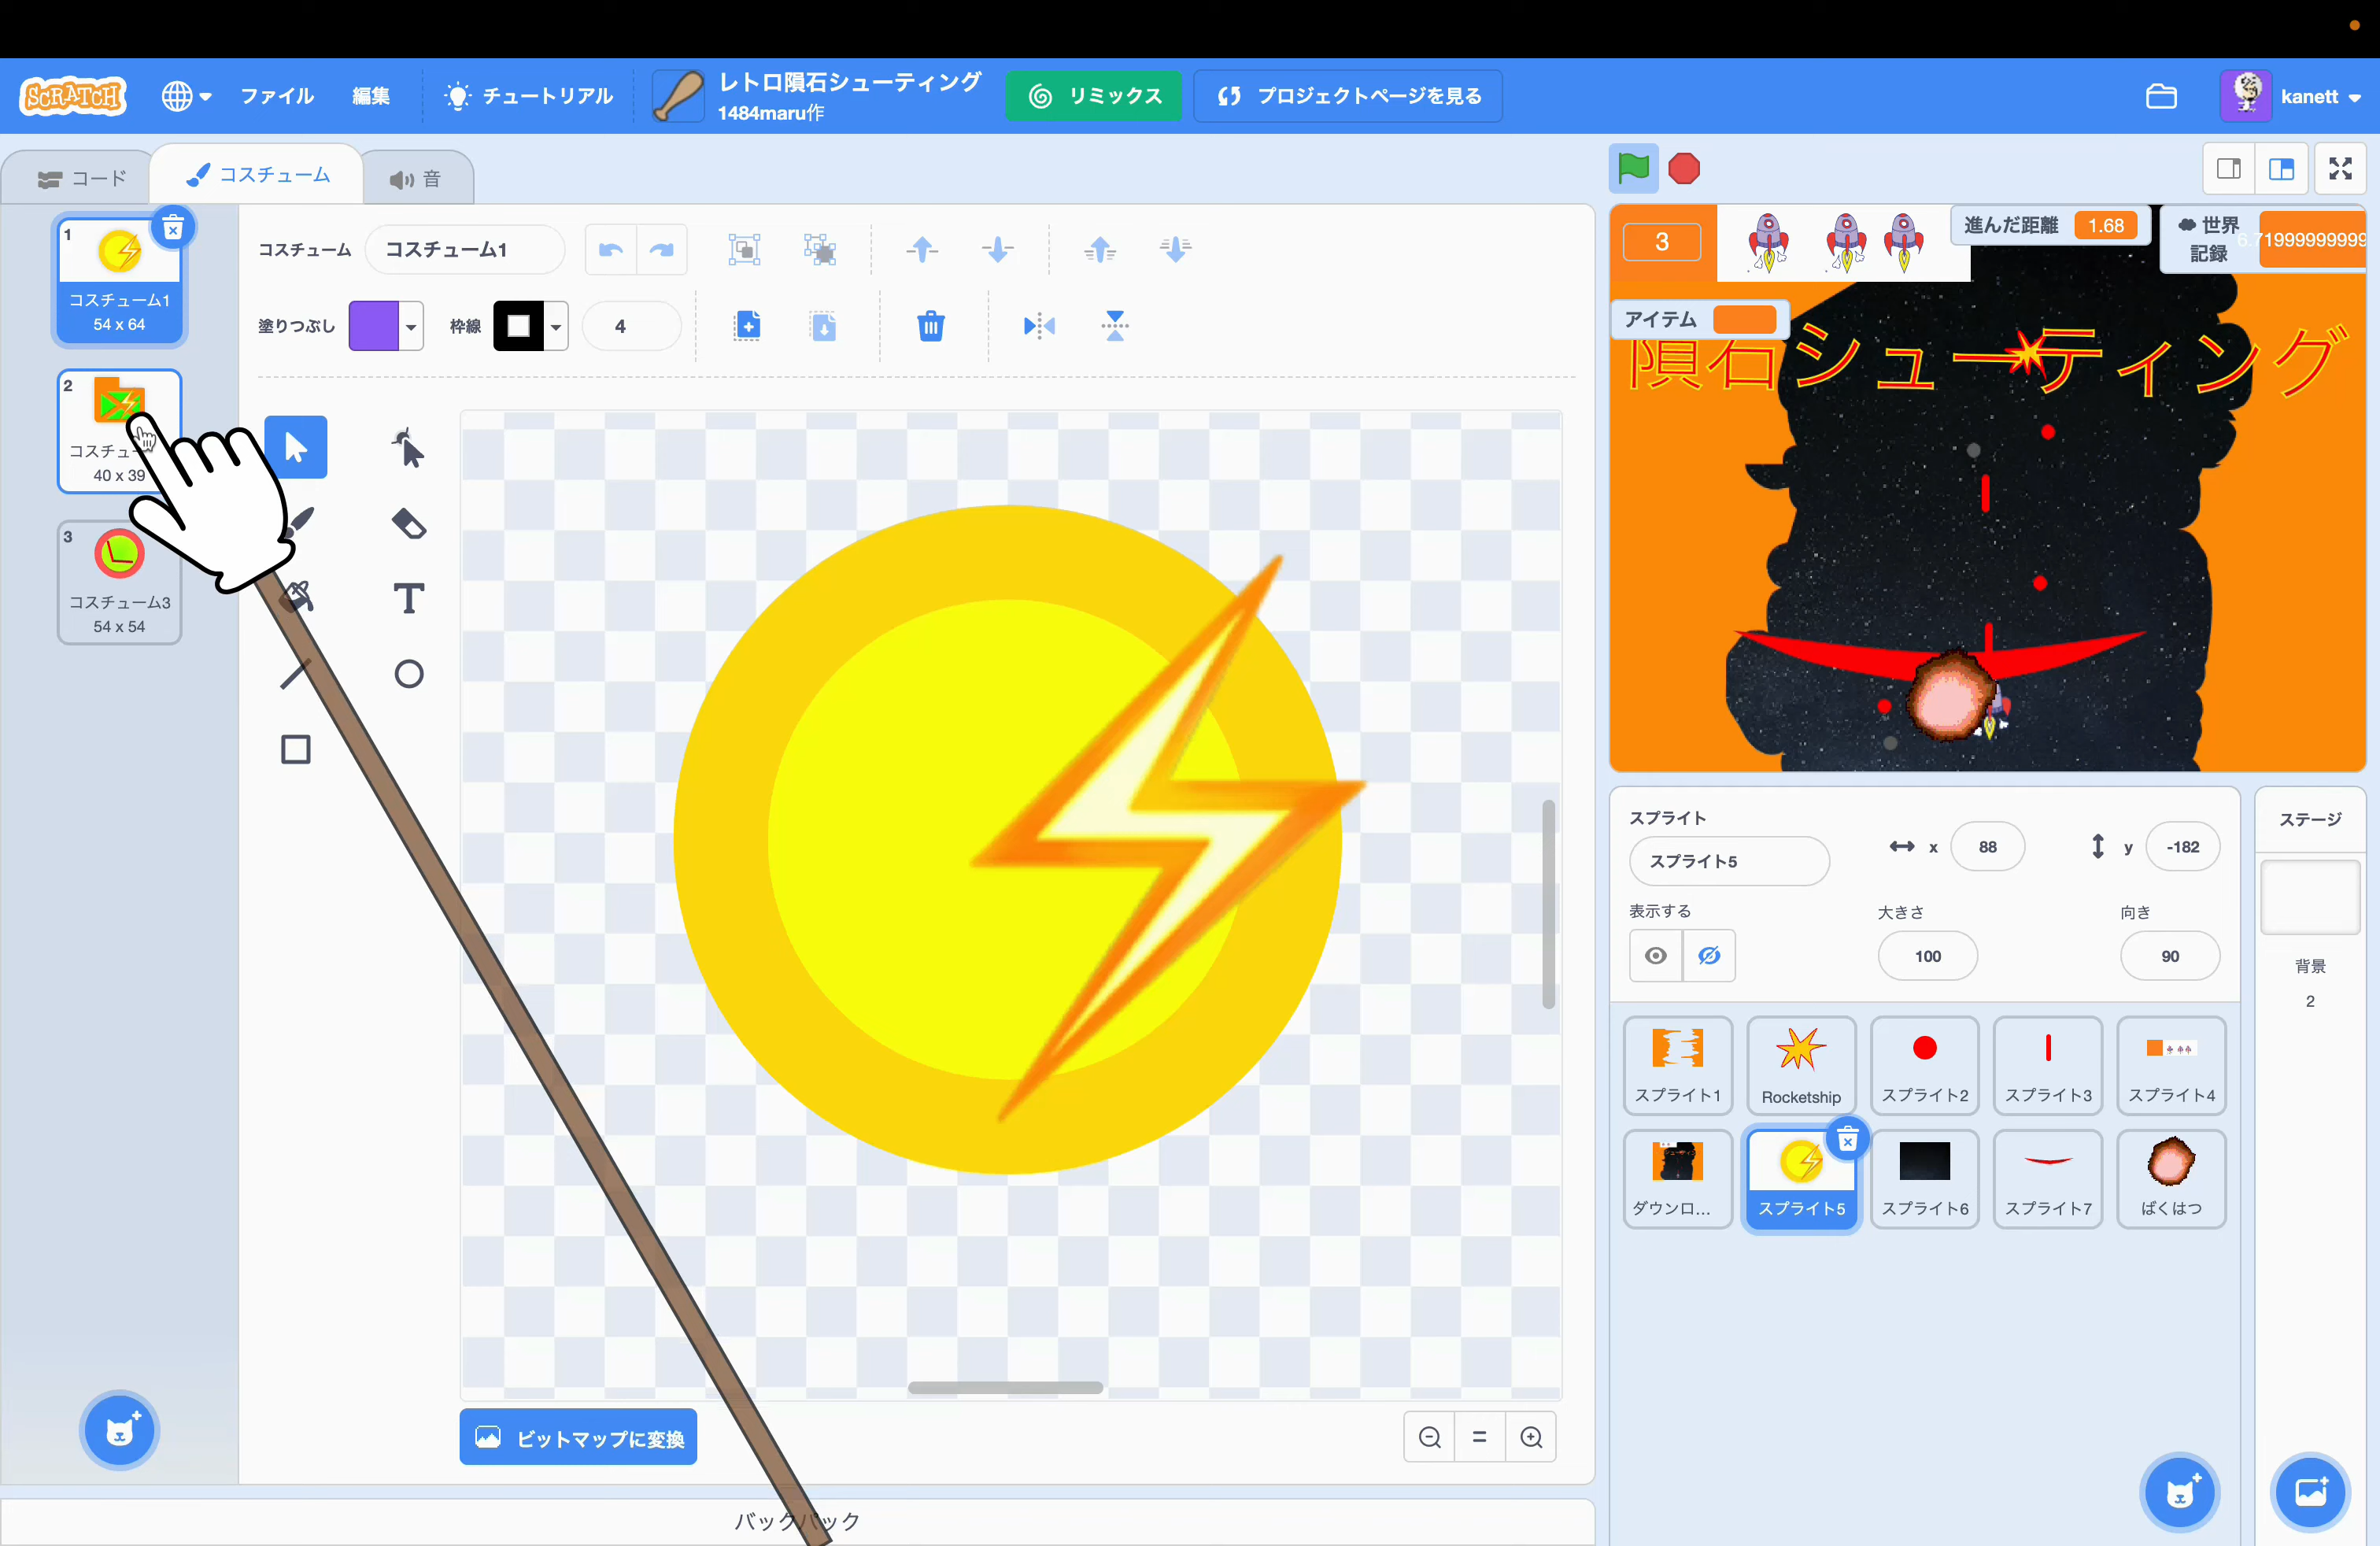 SCRATCH
ファイル
編集
チュートリアル
レトロ隕石シューティング
1484maru作
リミックス
プロジェクトページを見る
kanett
コード
コスチューム
音
1
コスチューム1
54 x 64
2
コスチュー
40 x 39
3
コスチューム3
54 x 54
コスチューム
コスチューム1
塗りつぶし
枠線
4
T
ビットマップに変換
バックパック
3
進んだ距離
1.68
世界
記録
6.719999999999
アイテム
隕石シューティング
スプライト
スプライト5
x
88
y
-182
表示する
大きさ
100
向き
90
スプライト1
Rocketship
スプライト2
スプライト3
スプライト4
ダウンロ...
スプライト5
スプライト6
スプライト7
ばくはつ
ステージ
背景
2